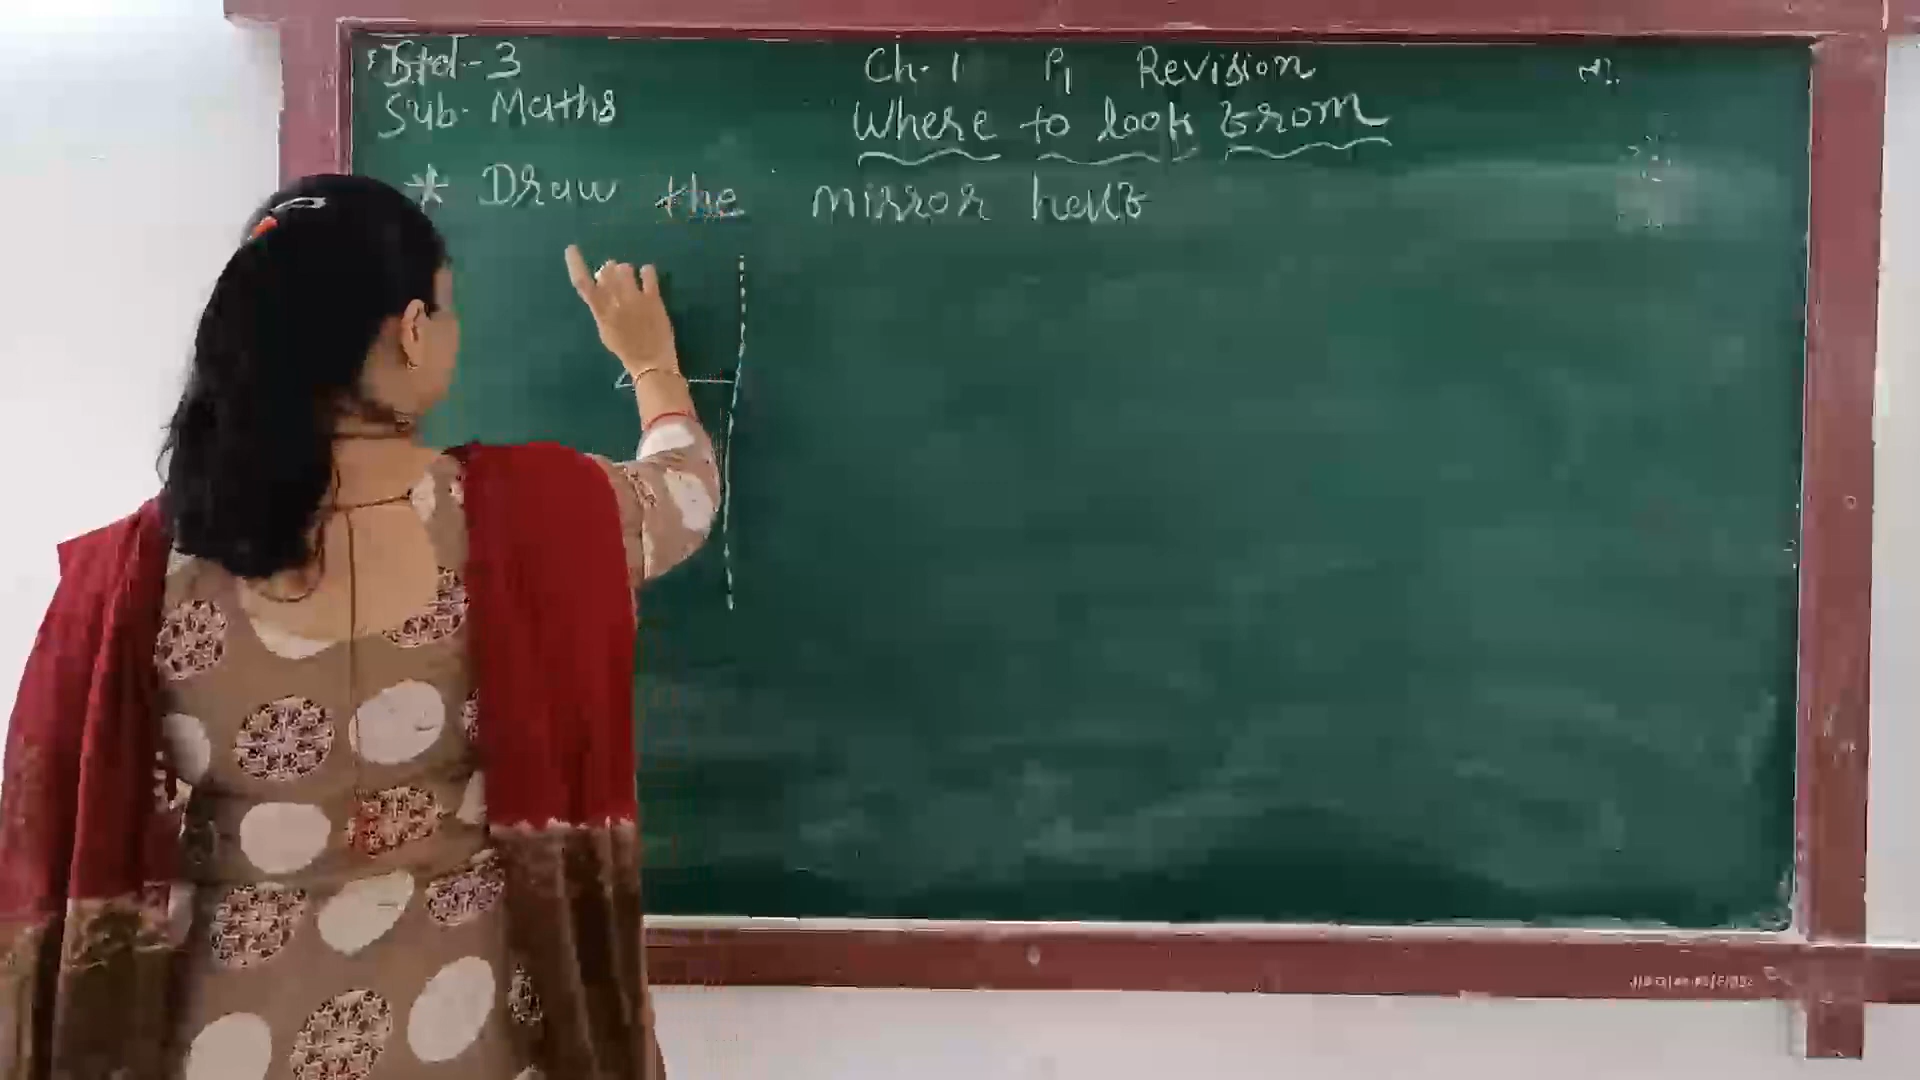 Std-3 Ch-1 P1 Revision
Sub- Maths Where to look from
* Draw the mirror half